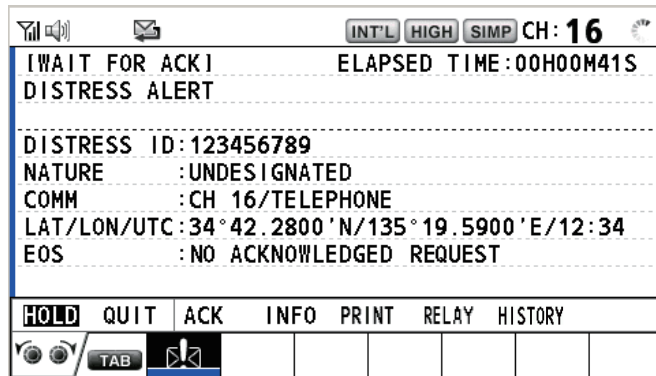 INT'L HIGH SIMP CH: 16
[WAIT FOR ACK] ELAPSED TIME:00H00M41S
DISTRESS ALERT
DISTRESS ID:123456789
NATURE :UNDESIGNATED
COMM :CH 16/TELEPHONE
LAT/LON/UTC:34°42.2800'N/135°19.5900'E/12:34
EOS :NO ACKNOWLEDGED REQUEST
HOLD QUIT ACK INFO PRINT RELAY HISTORY
TAB